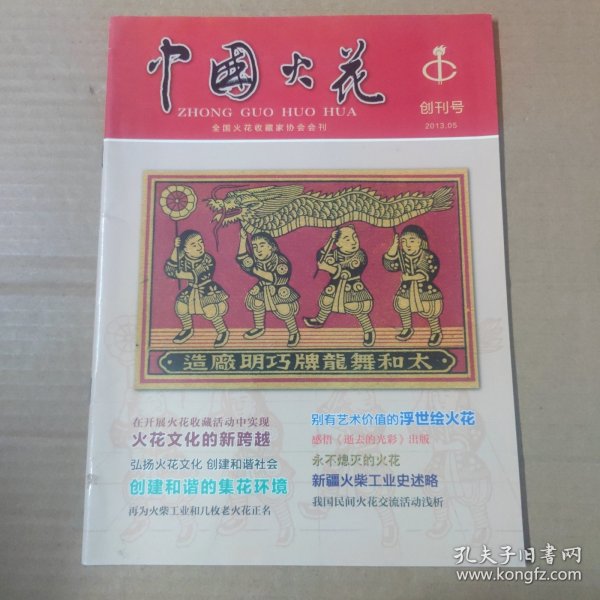 中國火花
ZHONG GUO HUO HUA
全国火花收藏家协会会刊
创刊号
2013.05
太和舞龍牌巧明廠造
在开展火花收藏活动中实现
火花文化的新跨越
弘扬火花文化 创建和谐社会
创建和谐的集花环境
再为火柴工业和几枚老火花正名
别有艺术价值的浮世绘火花
感悟《逝去的光彩》出版
永不熄灭的火花
新疆火柴工业史述略
我国民间火花交流活动浅析
孔夫子旧书网
www.kongfz.com